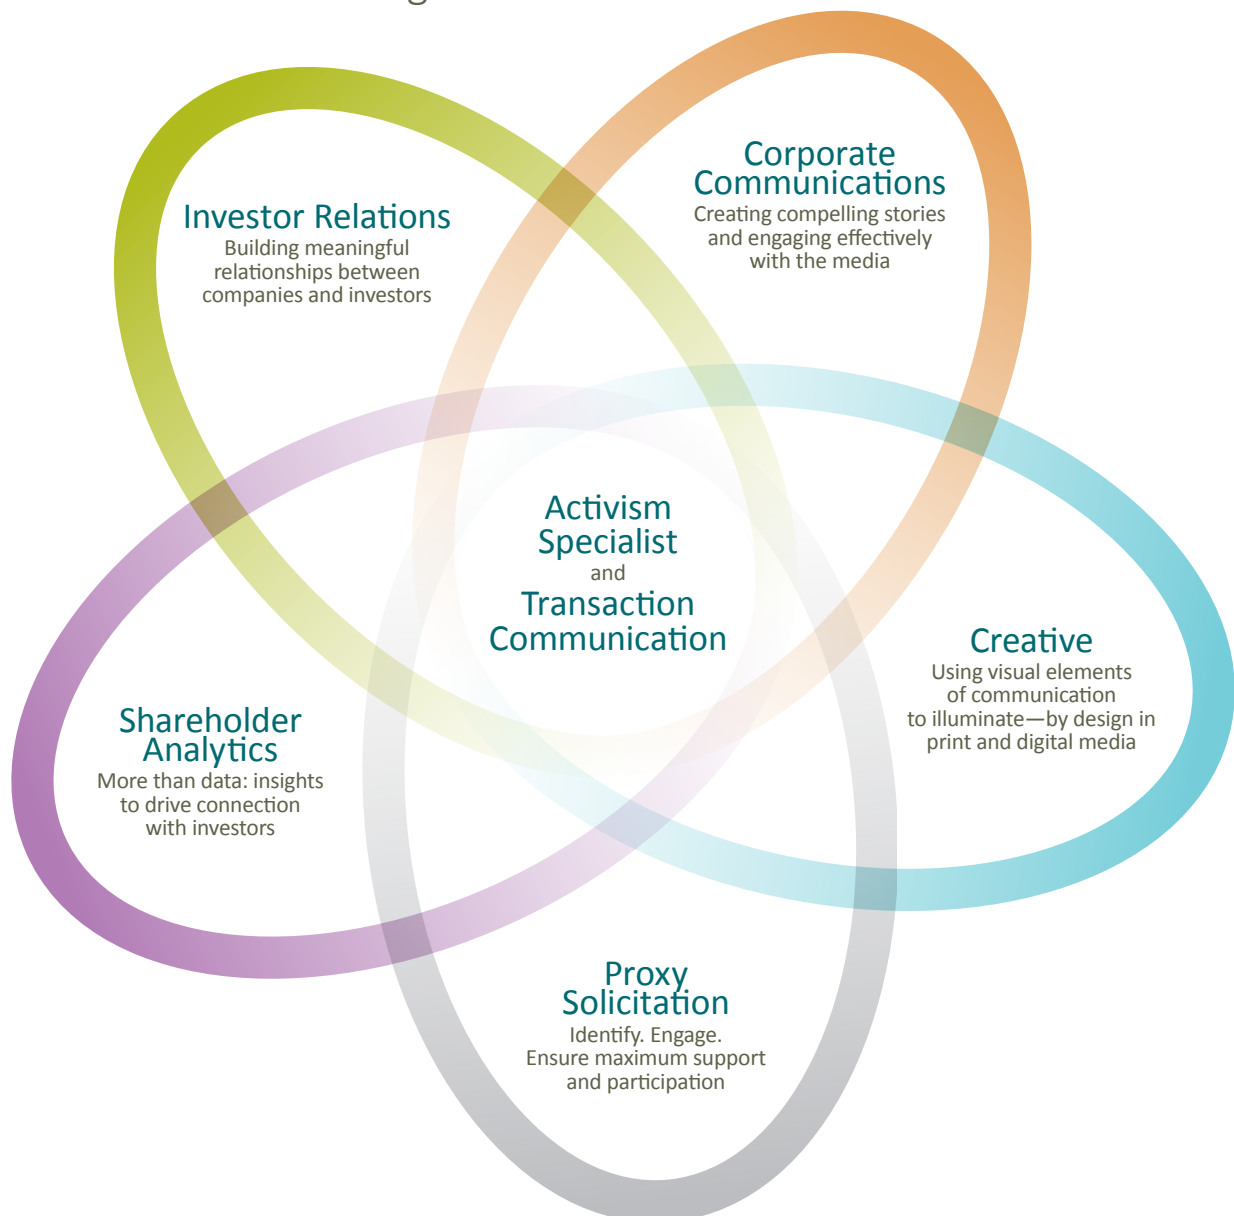 Corporate
Communications
Creating compelling stories
and engaging effectively
with the media
Investor Relations
Building meaningful
relationships between
companies and investors
Activism
Specialist
and
Transaction
Communication
Creative
Using visual elements
of communication
to illuminate—by design in
print and digital media
Shareholder
Analytics
More than data: insights
to drive connection
with investors
Proxy
Solicitation
Identify. Engage.
Ensure maximum support
and participation